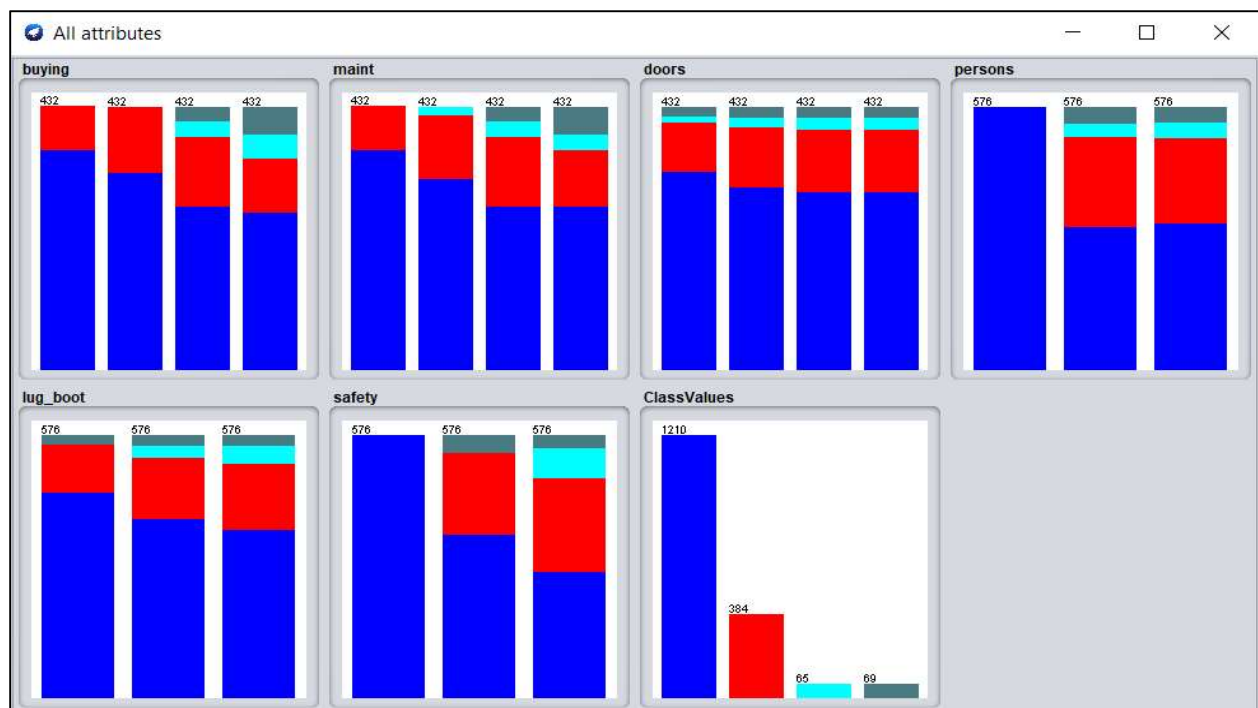 All attributes
buying
maint
doors
persons
432 432 432 432
432 432 432 432
432 432 432 432
576 576 576
lug_boot
safety
ClassValues
576 576 576
576 576 576
1210
384
65
69